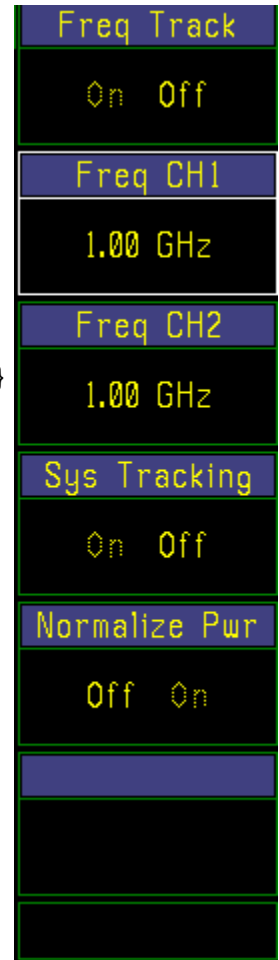 Freq Track
On Off
Freq CH1
1.00 GHz
Freq CH2
1.00 GHz
Sys Tracking
On Off
Normalize Pwr
Off On